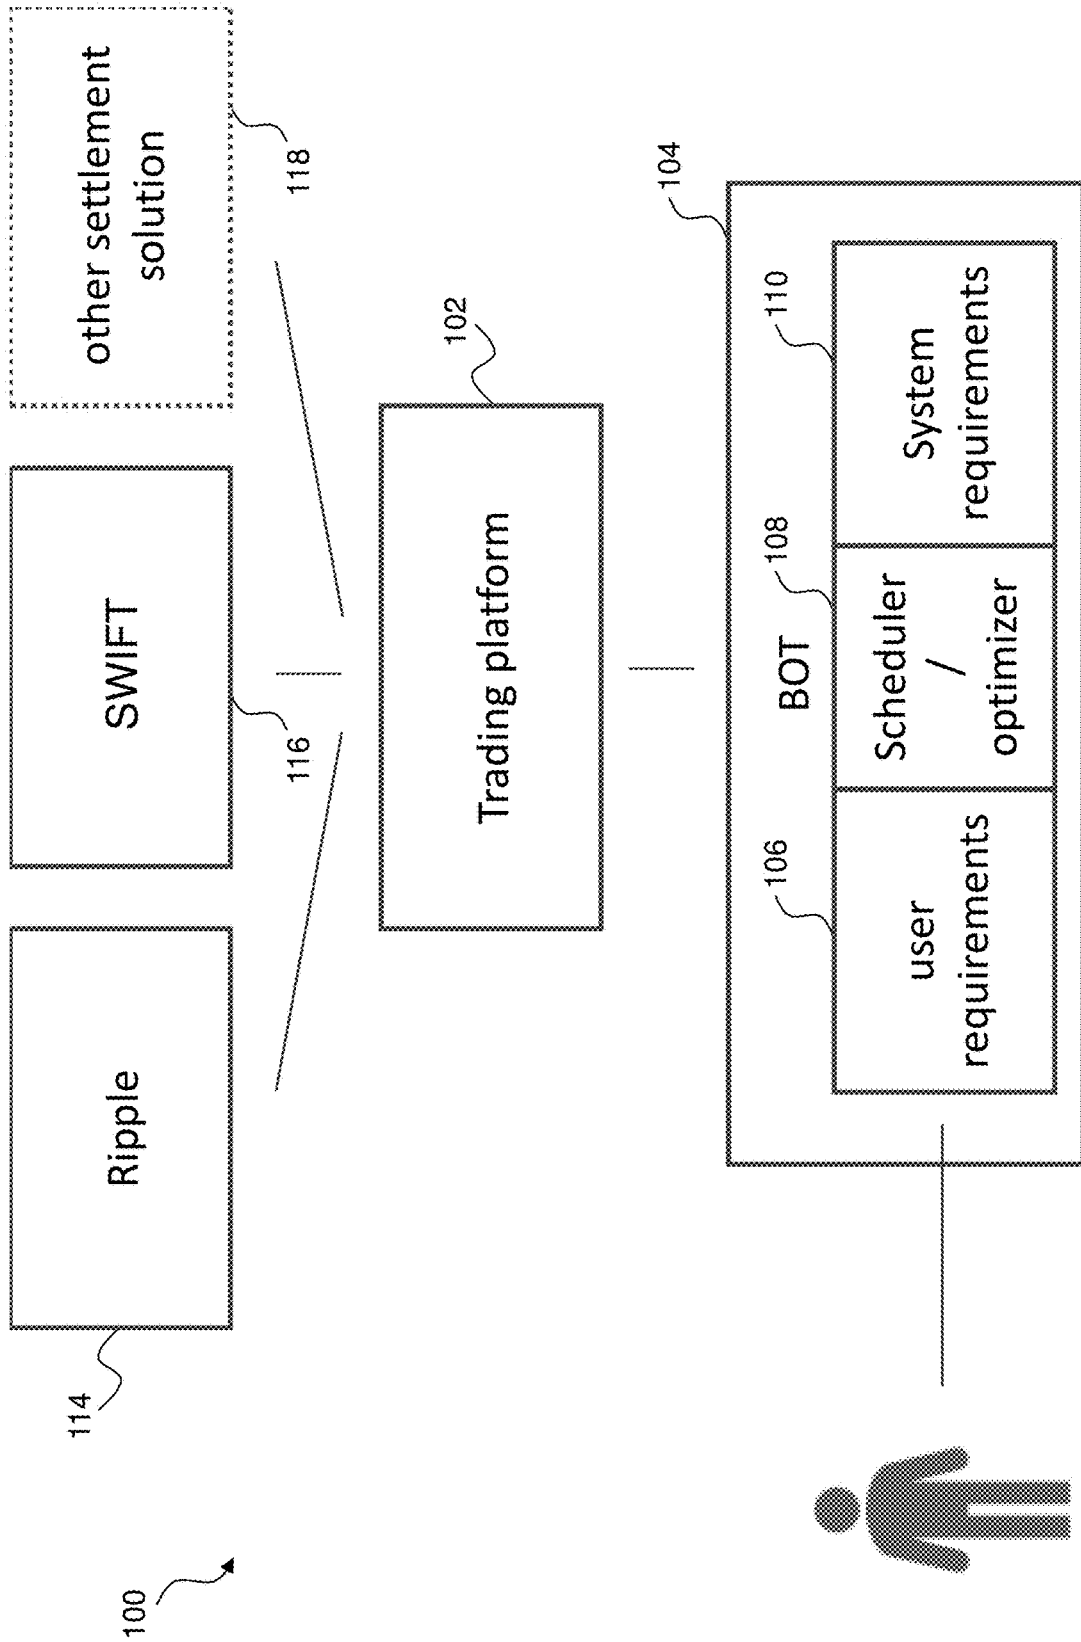 100
114
Ripple
SWIFT
116
other settlement
solution
118
Trading platform
102
104
BOT
106
user
requirements
108
Scheduler
/
optimizer
110
System
requirements